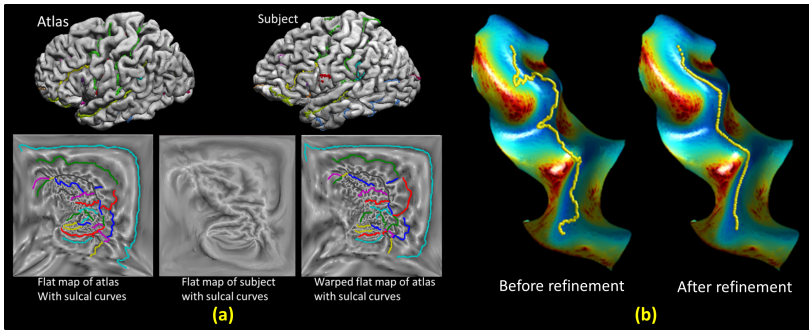 Atlas
Subject
Flat map of atlas
With sulcal curves
Flat map of subject
with sulcal curves
Warped flat map of atlas
with sulcal curves
(a)
Before refinement
After refinement
(b)